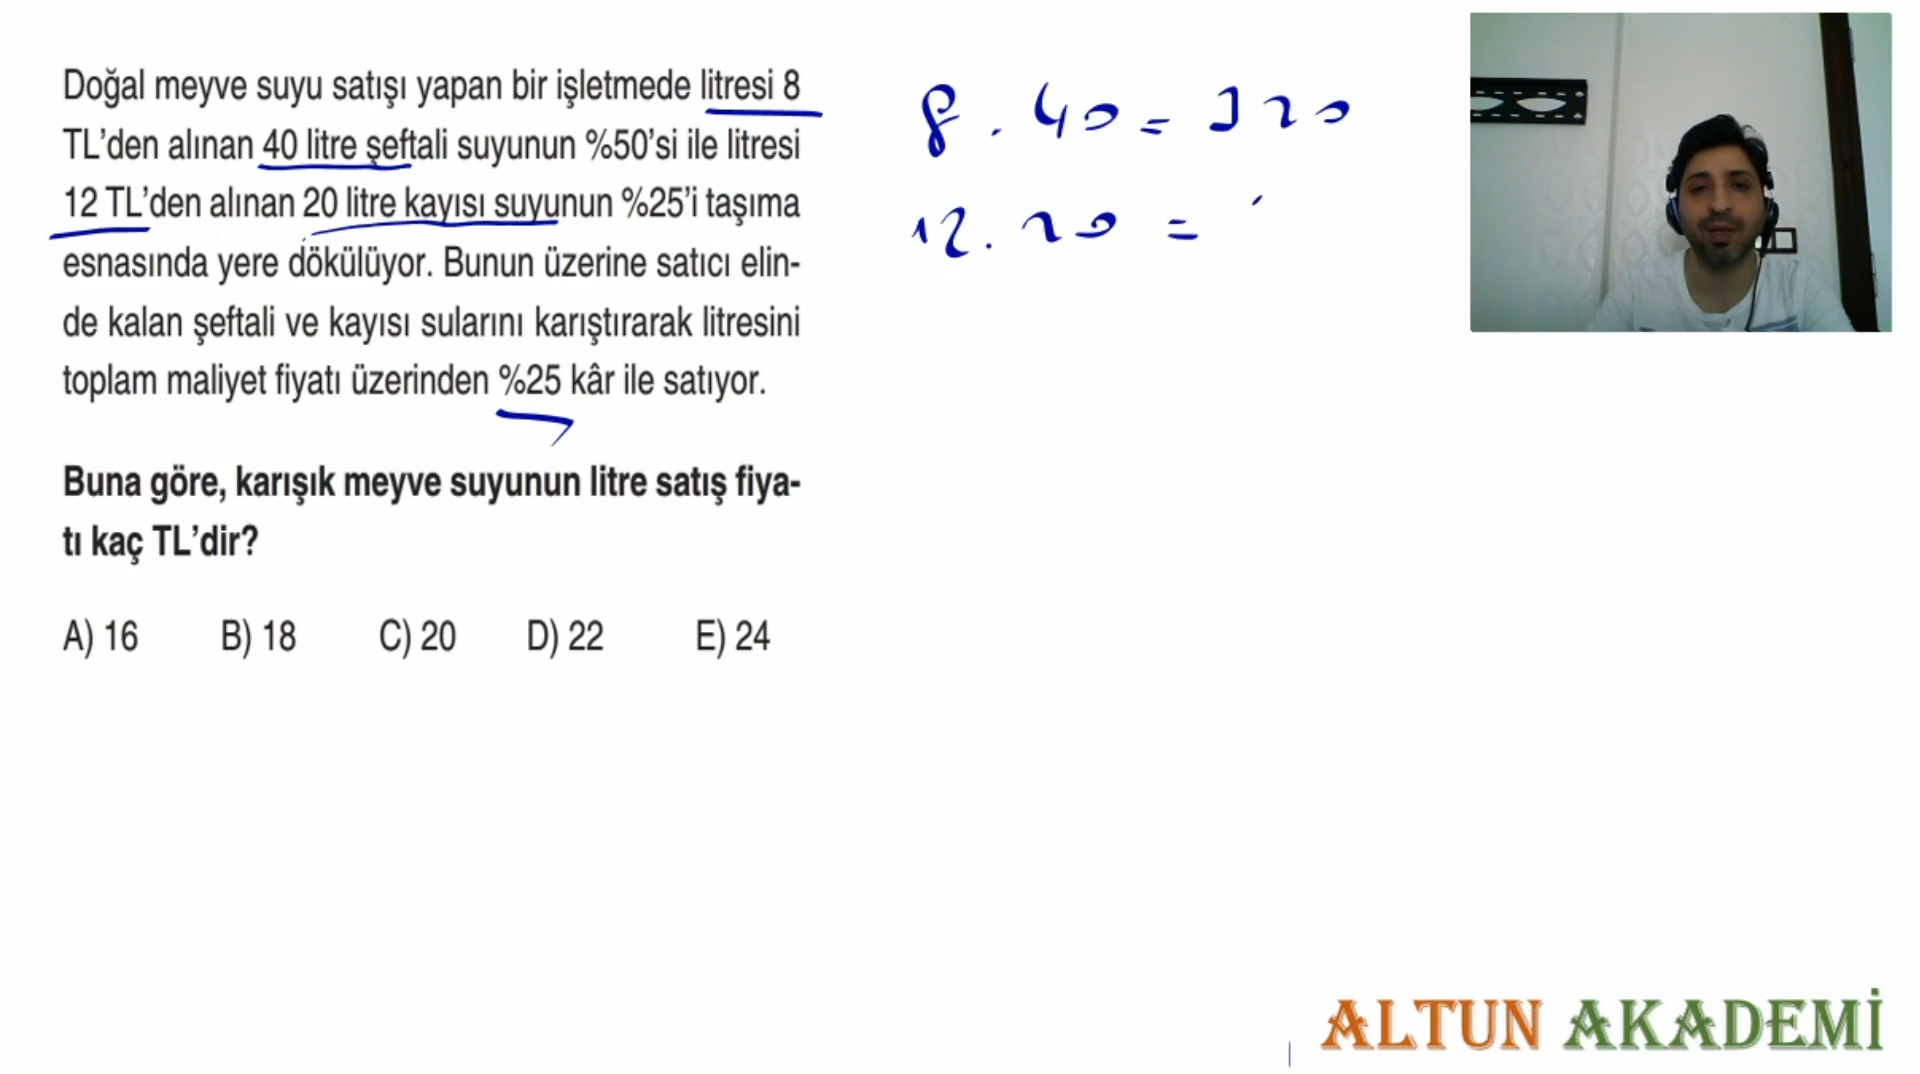 Doğal meyve suyu satışı yapan bir işletmede litresi 8
TL’den alınan 40 litre şeftali suyunun %50’si ile litresi
12 TL’den alınan 20 litre kayısı suyunun %25’i taşıma
esnasında yere dökülüyor. Bunun üzerine satıcı elin-
de kalan şeftali ve kayısı sularını karıştırarak litresini
toplam maliyet fiyatı üzerinden %25 kâr ile satıyor.
Buna göre, karışık meyve suyunun litre satış fiya-
tı kaç TL’dir?
A) 16 B) 18 C) 20 D) 22 E) 24
8 . 40 = 320
12 . 20 =
ALTUN AKADEMİ